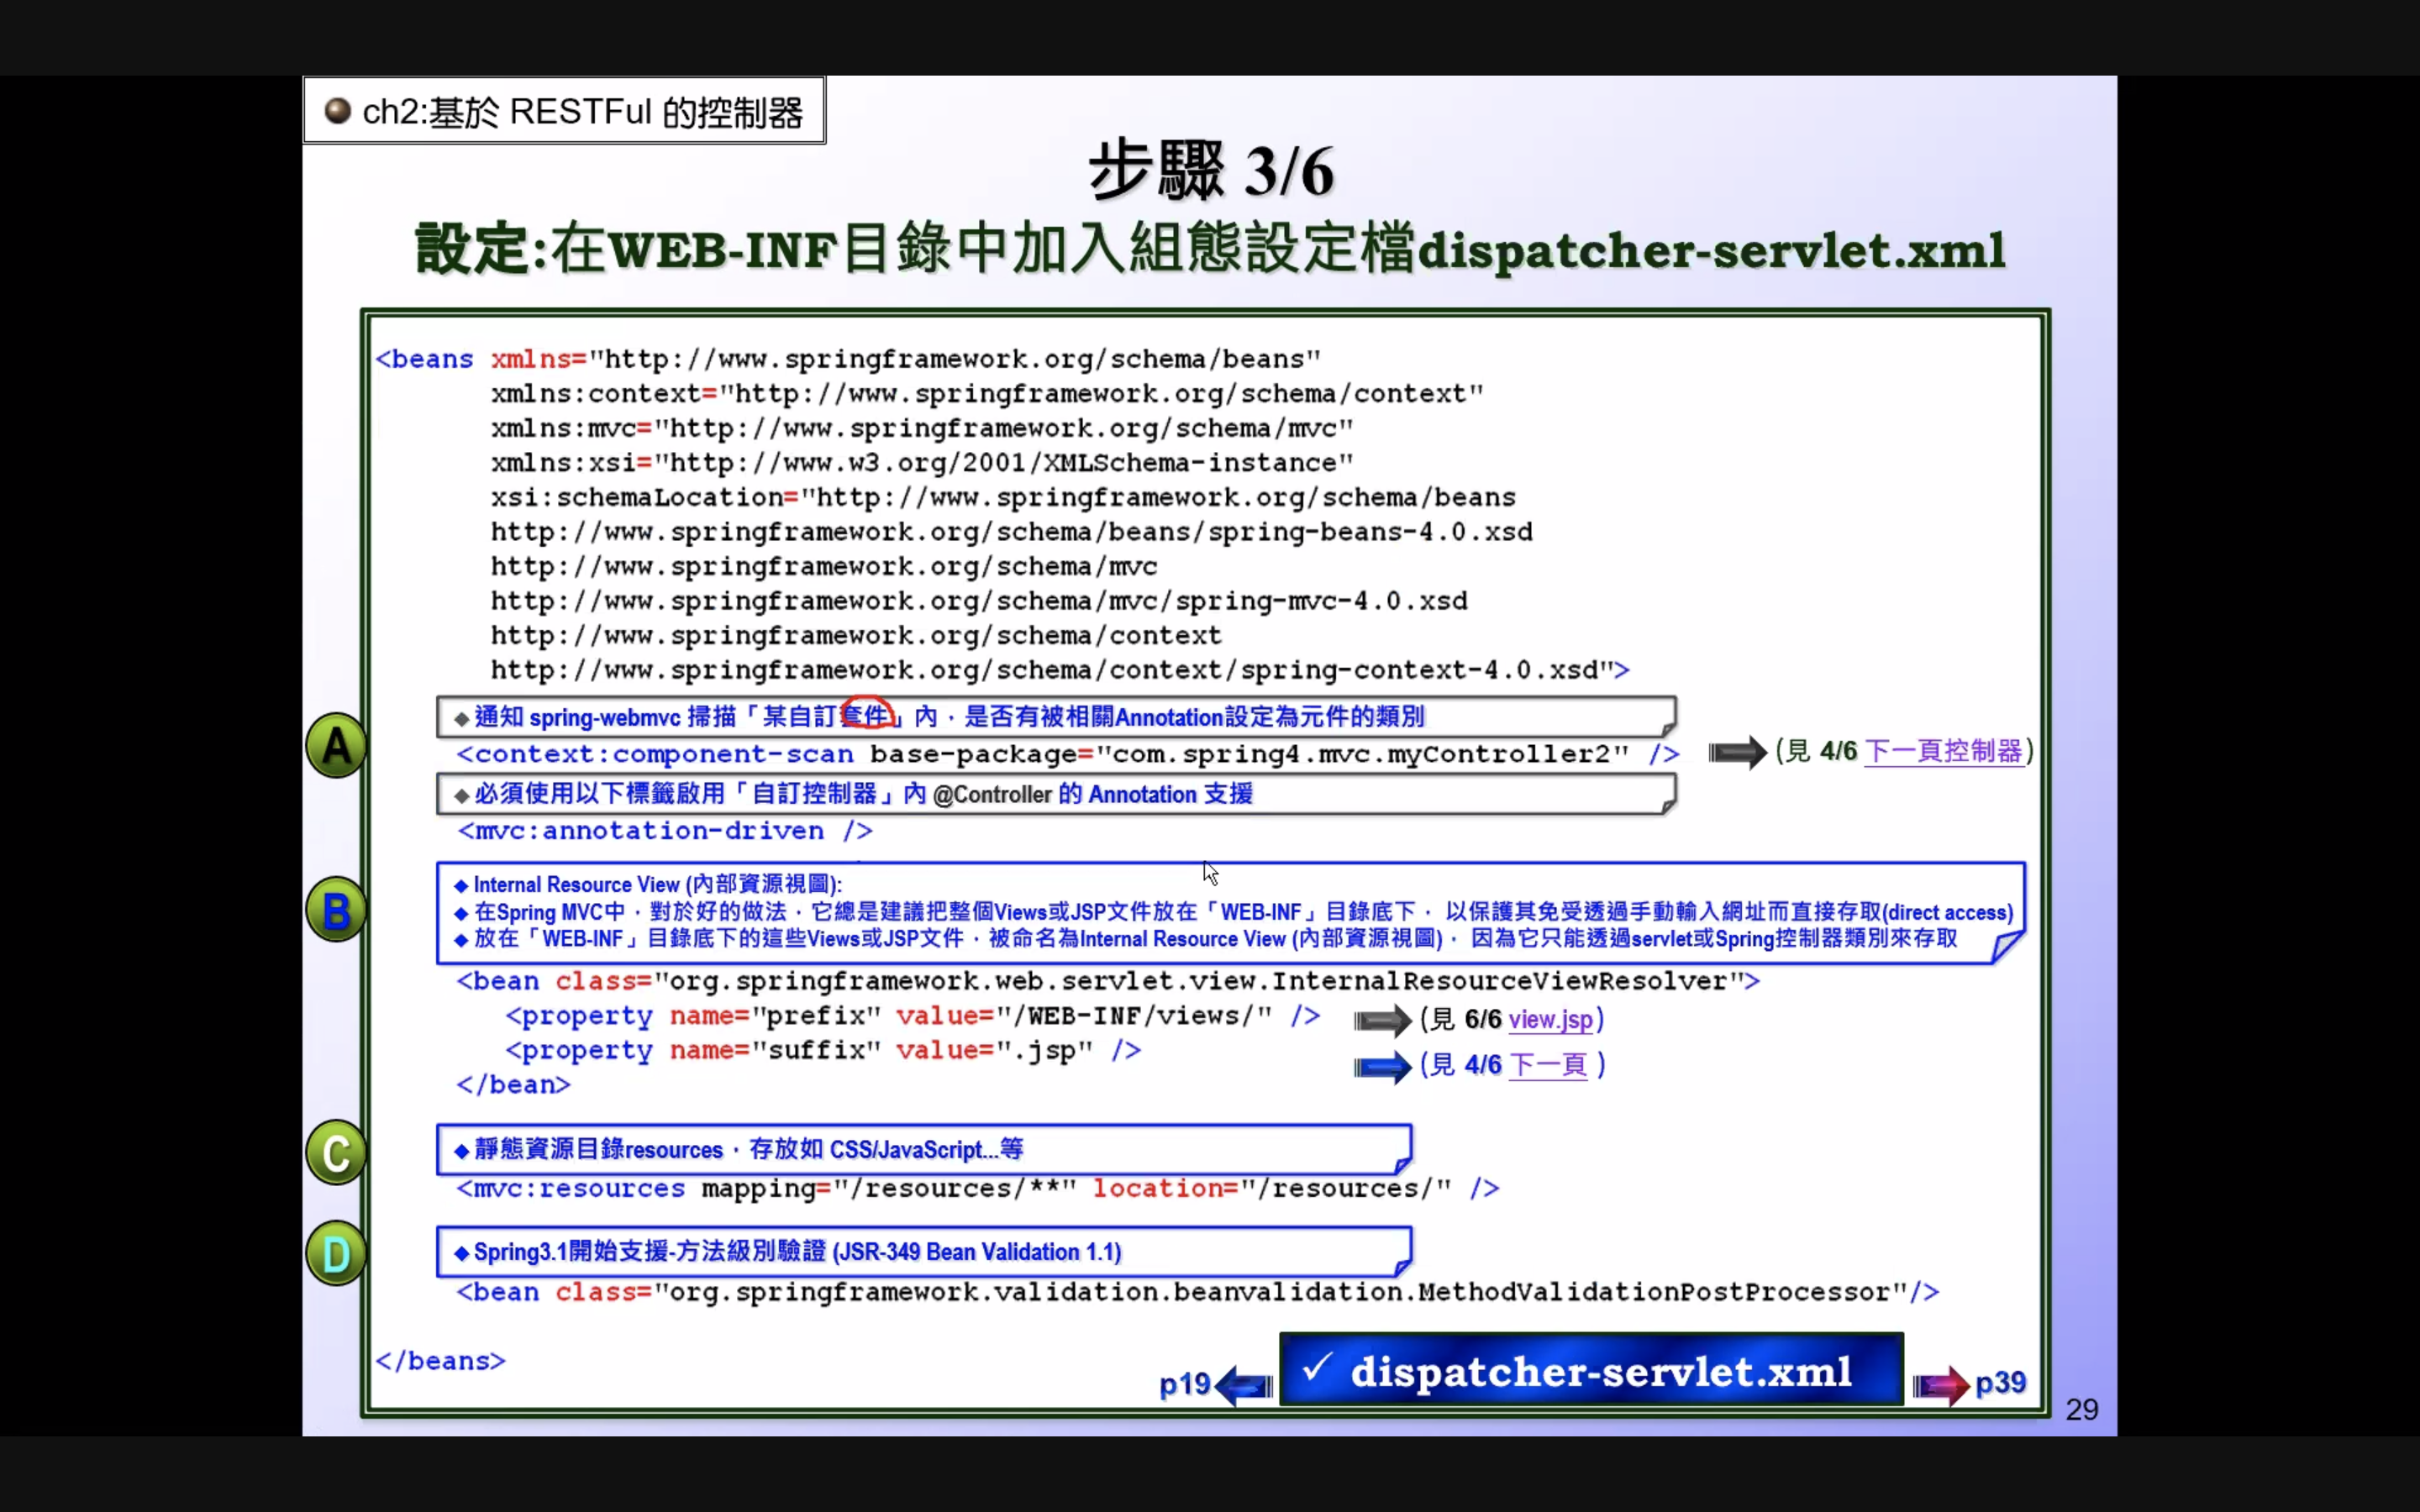 ch2:基於 RESTFul 的控制器
步驟 3/6
設定:在WEB-INF目錄中加入組態設定檔dispatcher-servlet.xml
<beans xmlns="http://www.springframework.org/schema/beans"
xmlns:context="http://www.springframework.org/schema/context"
xmlns:mvc="http://www.springframework.org/schema/mvc"
xmlns:xsi="http://www.w3.org/2001/XMLSchema-instance"
xsi:schemaLocation="http://www.springframework.org/schema/beans
http://www.springframework.org/schema/beans/spring-beans-4.0.xsd
http://www.springframework.org/schema/mvc
http://www.springframework.org/schema/mvc/spring-mvc-4.0.xsd
http://www.springframework.org/schema/context
http://www.springframework.org/schema/context/spring-context-4.0.xsd">
◆通知 spring-webmvc 掃描「某自訂套件」內，是否有被相關Annotation設定為元件的類別
A
<context:component-scan base-package="com.spring4.mvc.myController2" /> (見 4/6 下一頁控制器)
◆必須使用以下標籤啟用「自訂控制器」內 @Controller 的 Annotation 支援
<mvc:annotation-driven />
B
◆Internal Resource View (內部資源視圖):
◆在Spring MVC中，對於好的做法，它總是建議把整個Views或JSP文件放在「WEB-INF」目錄底下， 以保護其免受透過手動輸入網址而直接存取(direct access)
◆放在「WEB-INF」目錄底下的這些Views或JSP文件，被命名為Internal Resource View (內部資源視圖)， 因為它只能透過servlet或Spring控制器類別來存取
<bean class="org.springframework.web.servlet.view.InternalResourceViewResolver">
<property name="prefix" value="/WEB-INF/views/" /> (見 6/6 view.jsp)
<property name="suffix" value=".jsp" /> (見 4/6 下一頁 )
</bean>
C
◆靜態資源目錄resources，存放如 CSS/JavaScript...等
<mvc:resources mapping="/resources/**" location="/resources/" />
D
◆Spring3.1開始支援-方法級別驗證 (JSR-349 Bean Validation 1.1)
<bean class="org.springframework.validation.beanvalidation.MethodValidationPostProcessor"/>
</beans>
p19 ✓ dispatcher-servlet.xml p39
29